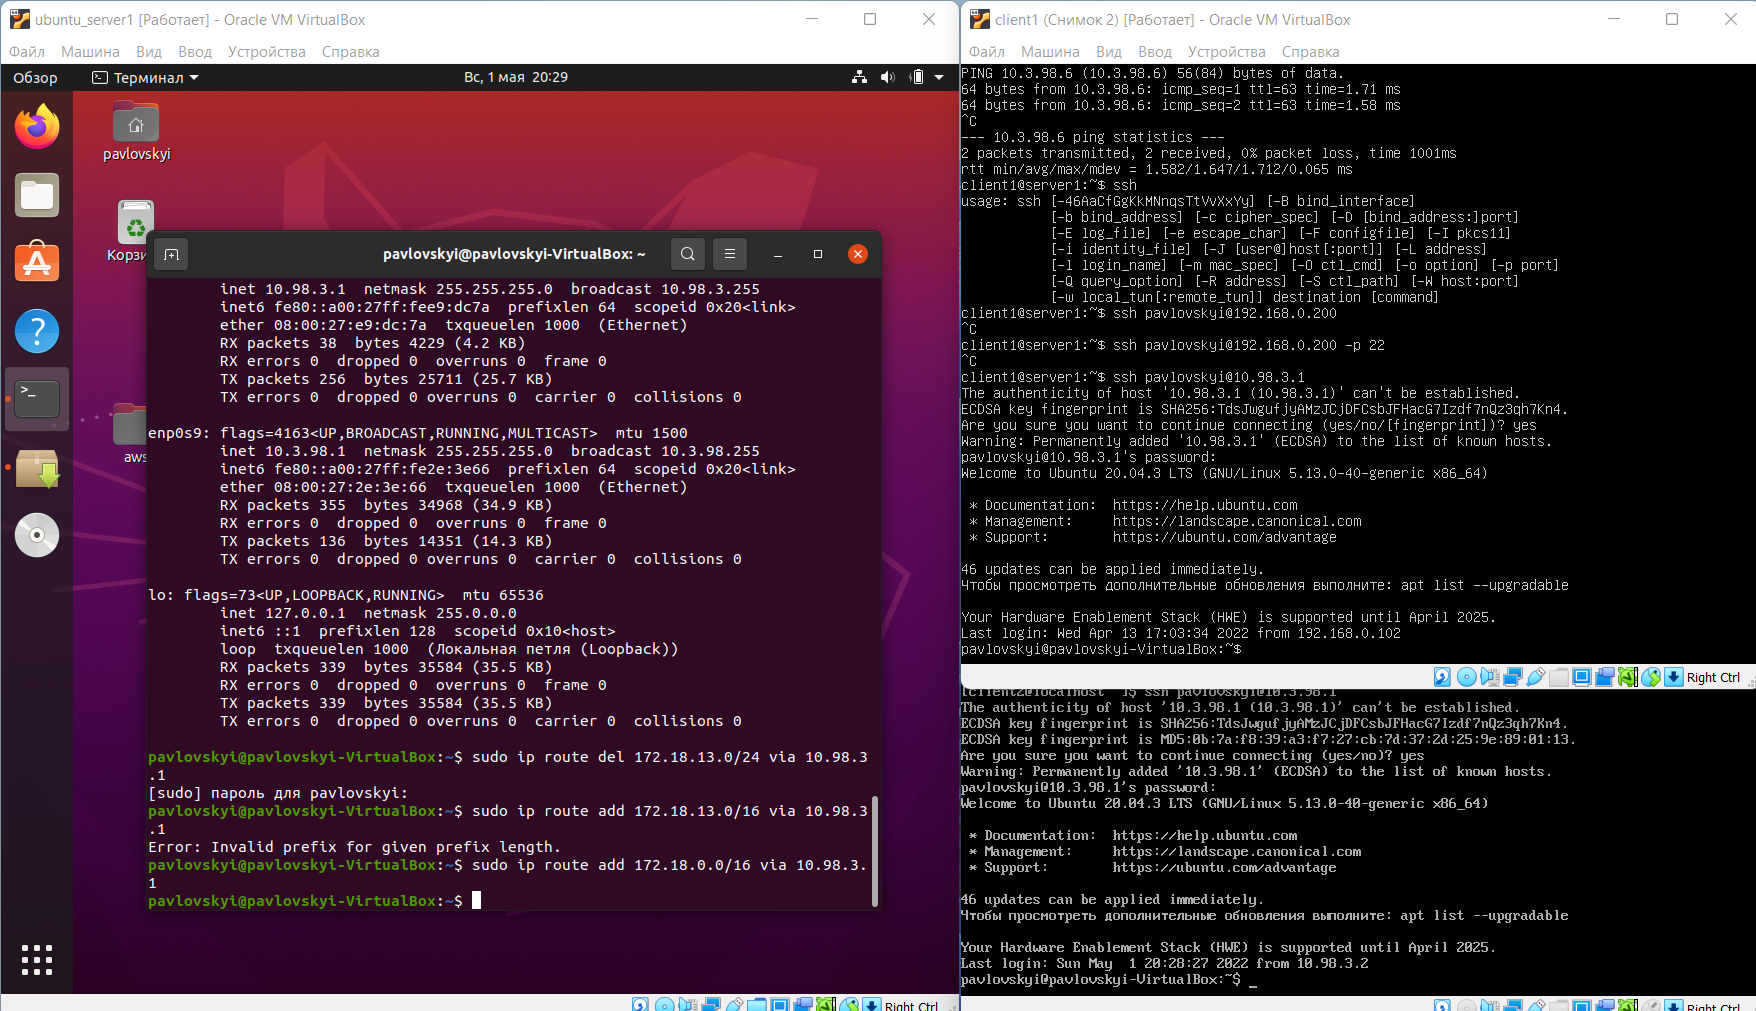 ubuntu_server1 [Работает] - Oracle VM VirtualBox
Файл Машина Вид Ввод Устройства Справка
Обзор Терминал Вс, 1 мая 20:29
pavlovskyi
Корзи
aws
pavlovskyi@pavlovskyi-VirtualBox: ~
inet 10.98.3.1 netmask 255.255.255.0 broadcast 10.98.3.255
inet6 fe80::a00:27ff:fee9:dc7a prefixlen 64 scopeid 0x20<link>
ether 08:00:27:e9:dc:7a txqueuelen 1000 (Ethernet)
RX packets 38 bytes 4229 (4.2 KB)
RX errors 0 dropped 0 overruns 0 frame 0
TX packets 256 bytes 25711 (25.7 KB)
TX errors 0 dropped 0 overruns 0 carrier 0 collisions 0
enp0s9: flags=4163<UP,BROADCAST,RUNNING,MULTICAST> mtu 1500
inet 10.3.98.1 netmask 255.255.255.0 broadcast 10.3.98.255
inet6 fe80::a00:27ff:fe2e:3e66 prefixlen 64 scopeid 0x20<link>
ether 08:00:27:2e:3e:66 txqueuelen 1000 (Ethernet)
RX packets 355 bytes 34968 (34.9 KB)
RX errors 0 dropped 0 overruns 0 frame 0
TX packets 136 bytes 14351 (14.3 KB)
TX errors 0 dropped 0 overruns 0 carrier 0 collisions 0
lo: flags=73<UP,LOOPBACK,RUNNING> mtu 65536
inet 127.0.0.1 netmask 255.0.0.0
inet6 ::1 prefixlen 128 scopeid 0x10<host>
loop txqueuelen 1000 (Локальная петля (Loopback))
RX packets 339 bytes 35584 (35.5 KB)
RX errors 0 dropped 0 overruns 0 frame 0
TX packets 339 bytes 35584 (35.5 KB)
TX errors 0 dropped 0 overruns 0 carrier 0 collisions 0
pavlovskyi@pavlovskyi-VirtualBox:~$ sudo ip route del 172.18.13.0/24 via 10.98.3
.1
[sudo] пароль для pavlovskyi:
pavlovskyi@pavlovskyi-VirtualBox:~$ sudo ip route add 172.18.13.0/16 via 10.98.3
.1
Error: Invalid prefix for given prefix length.
pavlovskyi@pavlovskyi-VirtualBox:~$ sudo ip route add 172.18.0.0/16 via 10.98.3.
1
pavlovskyi@pavlovskyi-VirtualBox:~$
Right Ctrl
client1 (Снимок 2) [Работает] - Oracle VM VirtualBox
Файл Машина Вид Ввод Устройства Справка
PING 10.3.98.6 (10.3.98.6) 56(84) bytes of data.
64 bytes from 10.3.98.6: icmp_seq=1 ttl=63 time=1.71 ms
64 bytes from 10.3.98.6: icmp_seq=2 ttl=63 time=1.58 ms
^C
--- 10.3.98.6 ping statistics ---
2 packets transmitted, 2 received, 0% packet loss, time 1001ms
rtt min/avg/max/mdev = 1.582/1.647/1.712/0.065 ms
client1@server1:~$ ssh
usage: ssh [-46AaCfGgKkMNnqsTtVvXxYy] [-B bind_interface]
[-b bind_address] [-c cipher_spec] [-D [bind_address:]port]
[-E log_file] [-e escape_char] [-F configfile] [-I pkcs11]
[-i identity_file] [-J [user@]host[:port]] [-L address]
[-l login_name] [-m mac_spec] [-O ctl_cmd] [-o option] [-p port]
[-Q query_option] [-R address] [-S ctl_path] [-W host:port]
[-w local_tun[:remote_tun]] destination [command]
client1@server1:~$ ssh pavlovskyi@192.168.0.200
^C
client1@server1:~$ ssh pavlovskyi@192.168.0.200 -p 22
^C
client1@server1:~$ ssh pavlovskyi@10.98.3.1
The authenticity of host '10.98.3.1 (10.98.3.1)' can't be established.
ECDSA key fingerprint is SHA256:TdsJwgufjyAMzJCjDFCsbJFHacG7Izdf7nQz3qh7Kn4.
Are you sure you want to continue connecting (yes/no/[fingerprint])? yes
Warning: Permanently added '10.98.3.1' (ECDSA) to the list of known hosts.
pavlovskyi@10.98.3.1's password:
Welcome to Ubuntu 20.04.3 LTS (GNU/Linux 5.13.0-40-generic x86_64)
* Documentation: https://help.ubuntu.com
* Management: https://landscape.canonical.com
* Support: https://ubuntu.com/advantage
46 updates can be applied immediately.
Чтобы просмотреть дополнительные обновления выполните: apt list --upgradable
Your Hardware Enablement Stack (HWE) is supported until April 2025.
Last login: Wed Apr 13 17:03:34 2022 from 192.168.0.102
pavlovskyi@pavlovskyi-VirtualBox:~$
Right Ctrl
[client2@localhost ~]$ ssh pavlovskyi@10.3.98.1
The authenticity of host '10.3.98.1 (10.3.98.1)' can't be established.
ECDSA key fingerprint is SHA256:TdsJwgufjyAMzJCjDFCsbJFHacG7Izdf7nQz3qh7Kn4.
ECDSA key fingerprint is MD5:0b:7a:f8:39:a3:f7:27:cb:7d:37:2d:25:9e:89:01:13.
Are you sure you want to continue connecting (yes/no)? yes
Warning: Permanently added '10.3.98.1' (ECDSA) to the list of known hosts.
pavlovskyi@10.3.98.1's password:
Welcome to Ubuntu 20.04.3 LTS (GNU/Linux 5.13.0-40-generic x86_64)
* Documentation: https://help.ubuntu.com
* Management: https://landscape.canonical.com
* Support: https://ubuntu.com/advantage
46 updates can be applied immediately.
Чтобы просмотреть дополнительные обновления выполните: apt list --upgradable
Your Hardware Enablement Stack (HWE) is supported until April 2025.
Last login: Sun May 1 20:28:27 2022 from 10.98.3.2
pavlovskyi@pavlovskyi-VirtualBox:~$ _
Right Ctrl